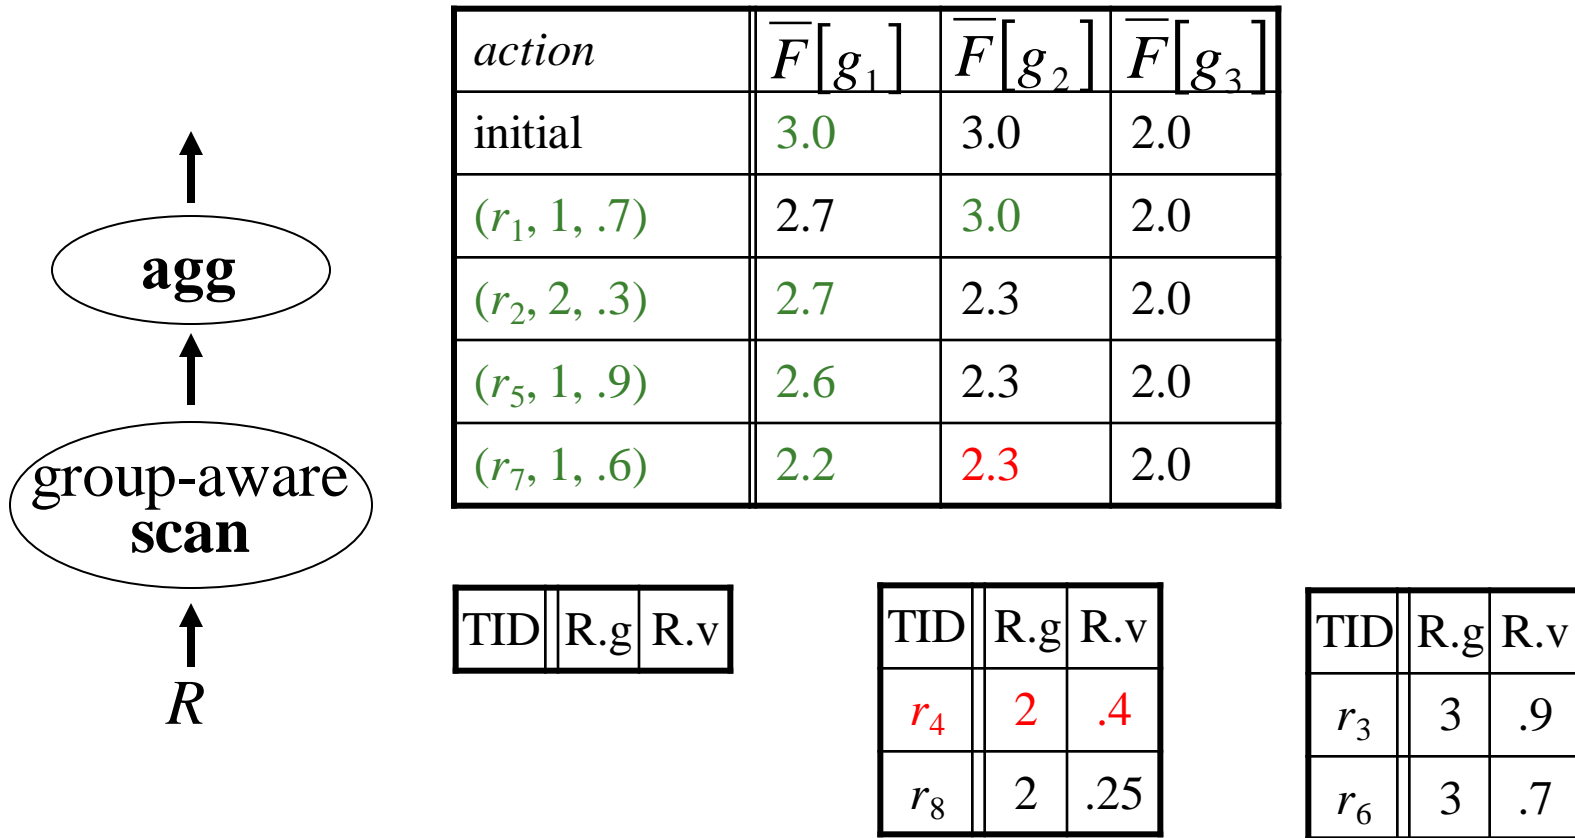 action F̅[g₁] F̅[g₂] F̅[g₃]
initial 3.0 3.0 2.0
(r₁, 1, .7) 2.7 3.0 2.0
(r₂, 2, .3) 2.7 2.3 2.0
(r₅, 1, .9) 2.6 2.3 2.0
(r₇, 1, .6) 2.2 2.3 2.0
agg
group-aware
scan
R
TID R.g R.v
TID R.g R.v
r₄ 2 .4
r₈ 2 .25
TID R.g R.v
r₃ 3 .9
r₆ 3 .7